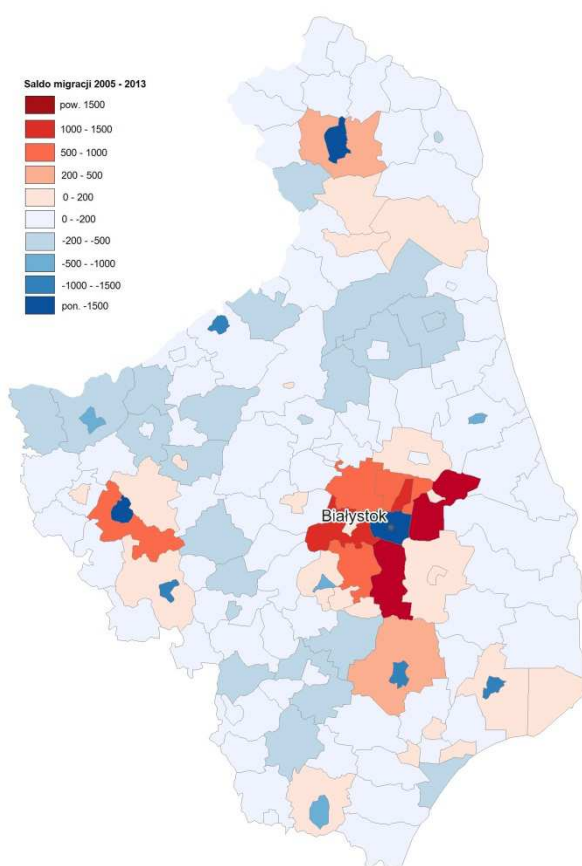 Saldo migracji 2005 - 2013
pow. 1500
1000 - 1500
500 - 1000
200 - 500
0 - 200
0 - -200
-200 - -500
-500 - -1000
-1000 - -1500
pon. -1500
Białystok